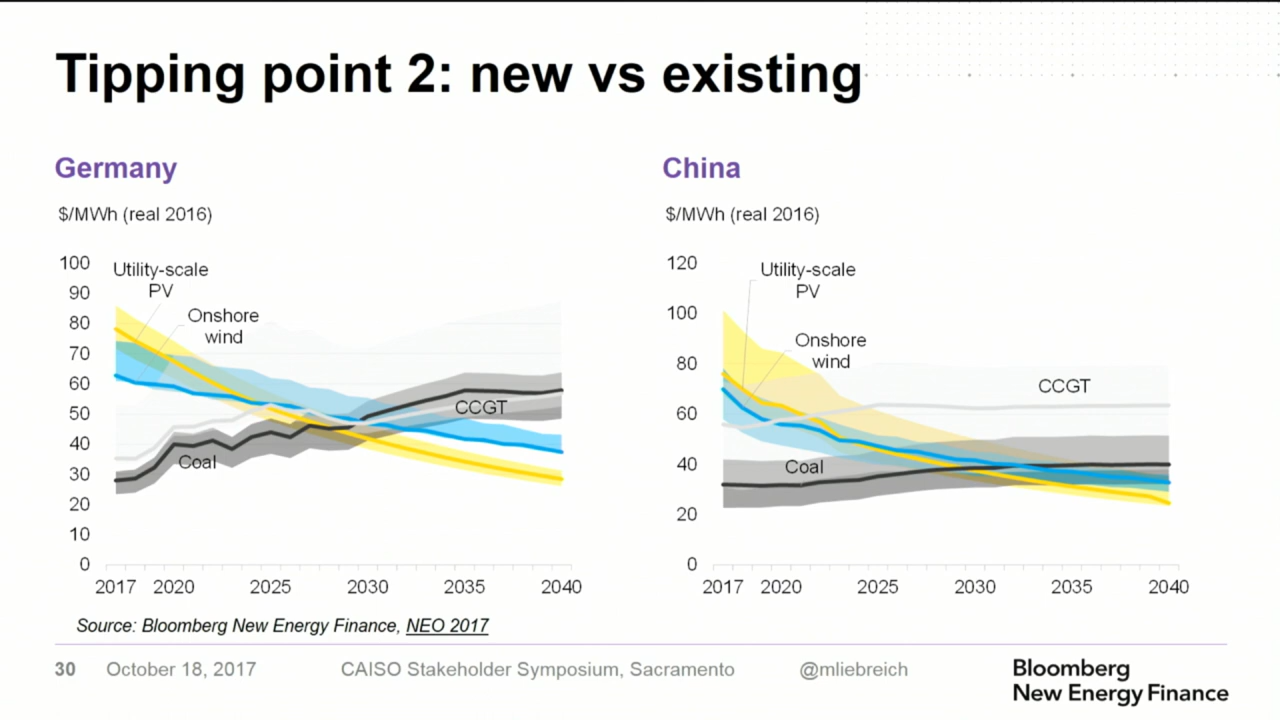 Tipping point 2: new vs existing
Germany
$/MWh (real 2016)
100
90
80
70
60
50
40
30
20
10
0
Utility-scale
PV
Onshore
wind
CCGT
Coal
2017 2020 2025 2030 2035 2040
China
$/MWh (real 2016)
120
100
80
60
40
20
0
Utility-scale
PV
Onshore
wind
CCGT
Coal
2017 2020 2025 2030 2035 2040
Source: Bloomberg New Energy Finance, NEO 2017
30 October 18, 2017 CAISO Stakeholder Symposium, Sacramento @mliebreich
Bloomberg
New Energy Finance